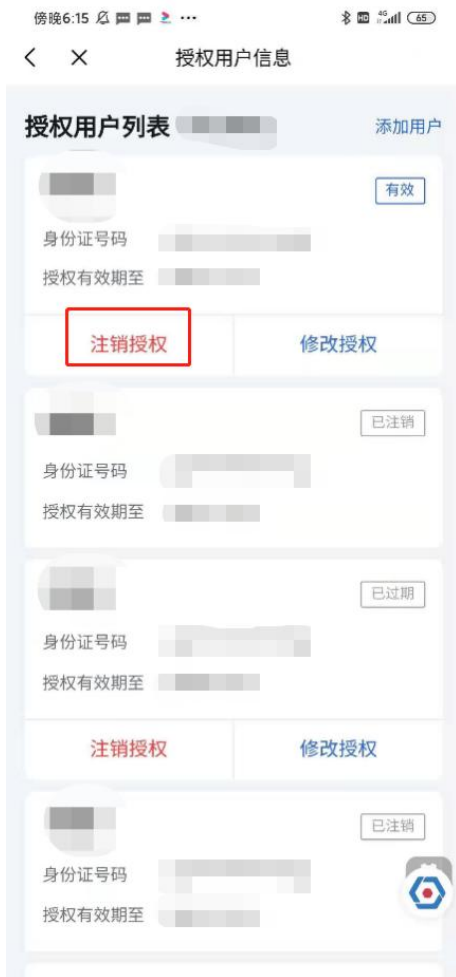 傍晚6:15 ··· HD 4G 65
授权用户信息
授权用户列表 添加用户
有效
身份证号码
授权有效期至
注销授权 修改授权
已注销
身份证号码
授权有效期至
已过期
身份证号码
授权有效期至
注销授权 修改授权
已注销
身份证号码
授权有效期至